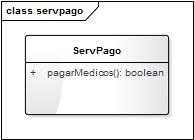 class servpago
ServPago
+ pagarMedicos(): boolean